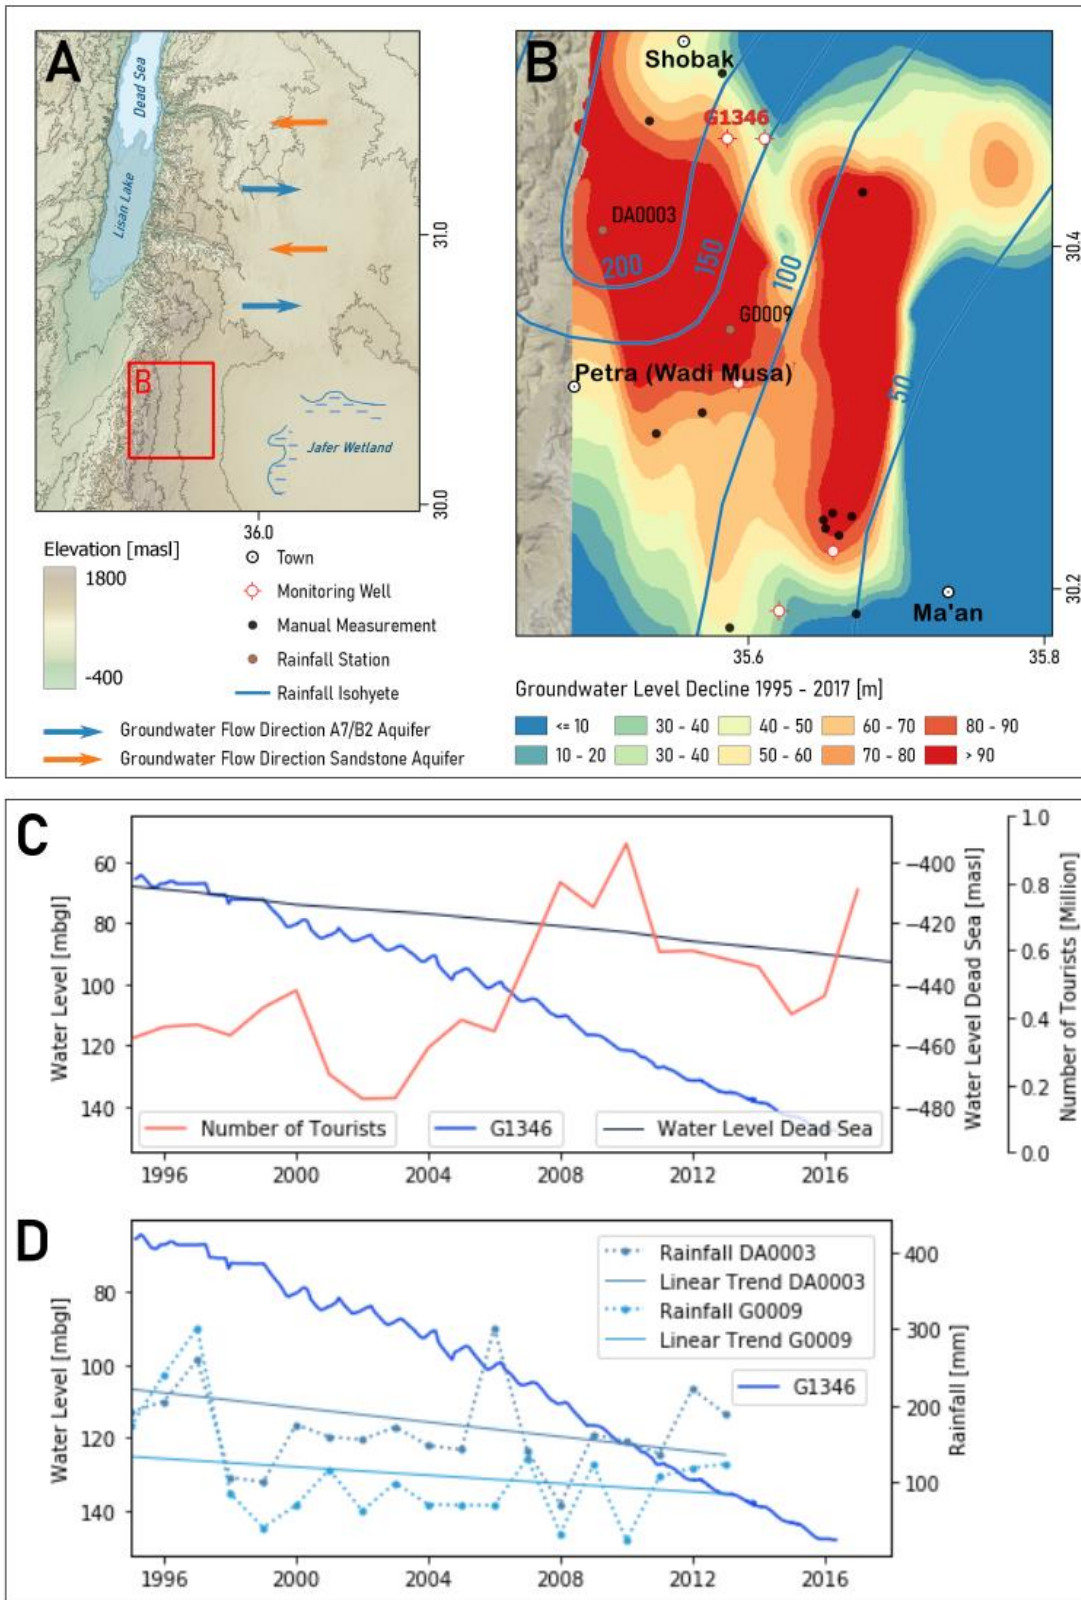 A
Dead Sea
Lisan Lake
31.0
B
Jafer Wetland
30.0
36.0
Elevation [masl]
1800
-400
Town
Monitoring Well
Manual Measurement
Rainfall Station
Rainfall Isohyete
Groundwater Flow Direction A7/B2 Aquifer
Groundwater Flow Direction Sandstone Aquifer
B
Shobak
G1346
DA0003
200
150
100
G0009
30.4
Petra (Wadi Musa)
50
30.2
Ma'an
35.6
35.8
Groundwater Level Decline 1995 - 2017 [m]
<= 10
30 - 40
40 - 50
60 - 70
80 - 90
10 - 20
30 - 40
50 - 60
70 - 80
> 90
C
Water Level [mbgl]
60
80
100
120
140
−400
−420
−440
−460
−480
Water Level Dead Sea [masl]
1.0
0.8
0.6
0.4
0.2
0.0
Number of Tourists [Million]
Number of Tourists
G1346
Water Level Dead Sea
1996
2000
2004
2008
2012
2016
D
Water Level [mbgl]
80
100
120
140
400
300
200
100
Rainfall [mm]
Rainfall DA0003
Linear Trend DA0003
Rainfall G0009
Linear Trend G0009
G1346
1996
2000
2004
2008
2012
2016